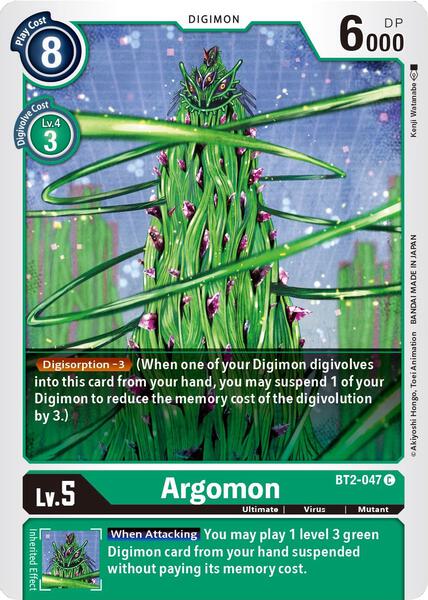 DIGIMON
Play Cost
8
DP
6000
Digivolve Cost
Lv.4
3
Kenji Watanabe
©Akiyoshi Hongo, Toei Animation BANDAI MADE IN JAPAN
Digisorption -3 (When one of your Digimon digivolves
into this card from your hand, you may suspend 1 of your
Digimon to reduce the memory cost of the digivolution
by 3.)
BT2-047 C
Lv.5
Argomon
Ultimate | Virus | Mutant
Inherited Effect
When Attacking You may play 1 level 3 green
Digimon card from your hand suspended
without paying its memory cost.